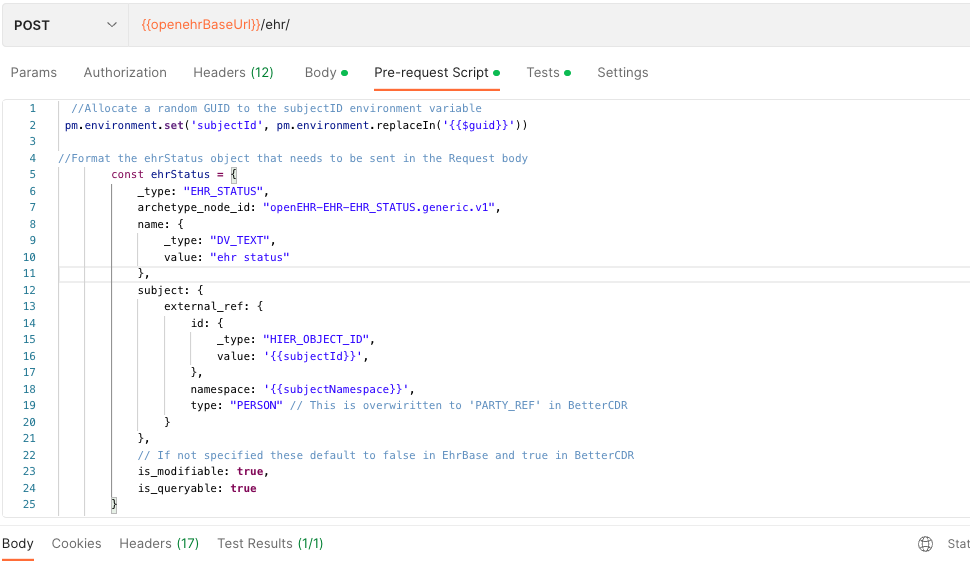 POST {{openehrBaseUrl}}/ehr/
Params Authorization Headers (12) Body Pre-request Script Tests Settings
1 //Allocate a random GUID to the subjectID environment variable
2 pm.environment.set('subjectId', pm.environment.replaceIn('{{$guid}}'))
3
4 //Format the ehrStatus object that needs to be sent in the Request body
5 const ehrStatus = {
6 _type: "EHR_STATUS",
7 archetype_node_id: "openEHR-EHR-EHR_STATUS.generic.v1",
8 name: {
9 _type: "DV_TEXT",
10 value: "ehr status"
11 },
12 subject: {
13 external_ref: {
14 id: {
15 _type: "HIER_OBJECT_ID",
16 value: '{{subjectId}}',
17 },
18 namespace: '{{subjectNamespace}}',
19 type: "PERSON" // This is overwiritten to 'PARTY_REF' in BetterCDR
20 }
21 },
22 // If not specified these default to false in EhrBase and true in BetterCDR
23 is_modifiable: true,
24 is_queryable: true
25 }
Body Cookies Headers (17) Test Results (1/1) Stat